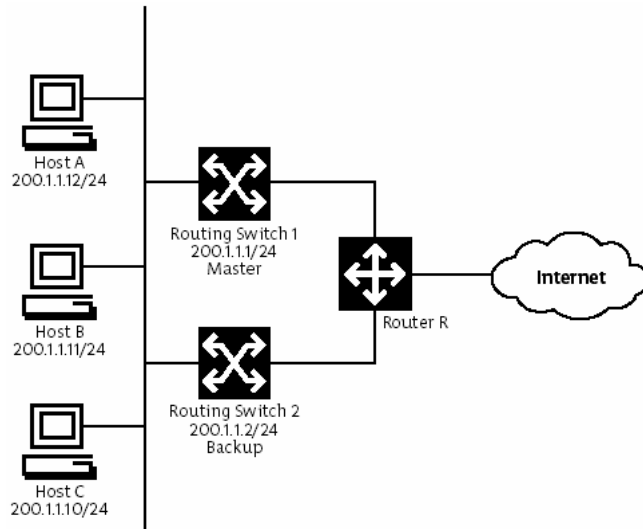 Host A
200.1.1.12/24
Routing Switch 1
200.1.1.1/24
Master
Host B
200.1.1.11/24
Router R
Internet
Routing Switch 2
200.1.1.2/24
Backup
Host C
200.1.1.10/24